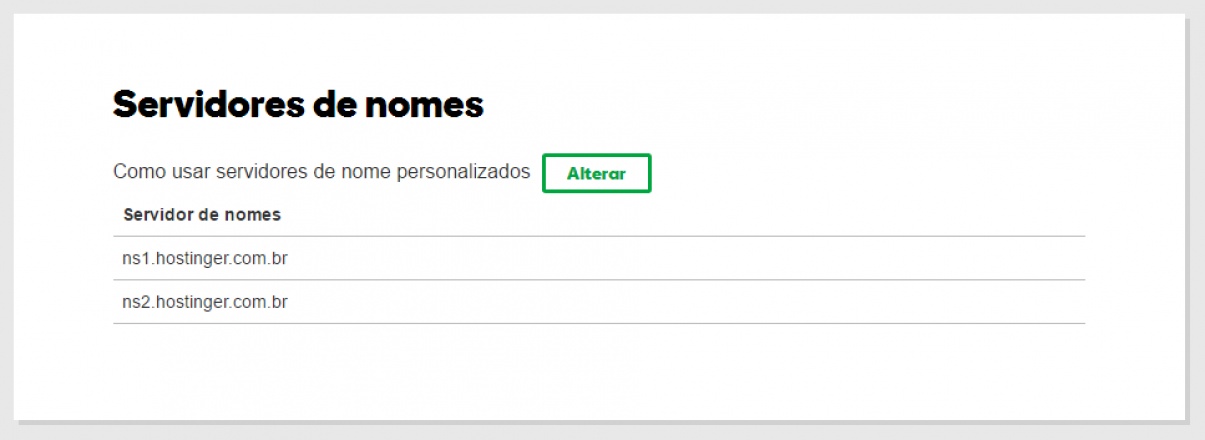 Servidores de nomes
Como usar servidores de nome personalizados Alterar
Servidor de nomes
ns1.hostinger.com.br
ns2.hostinger.com.br